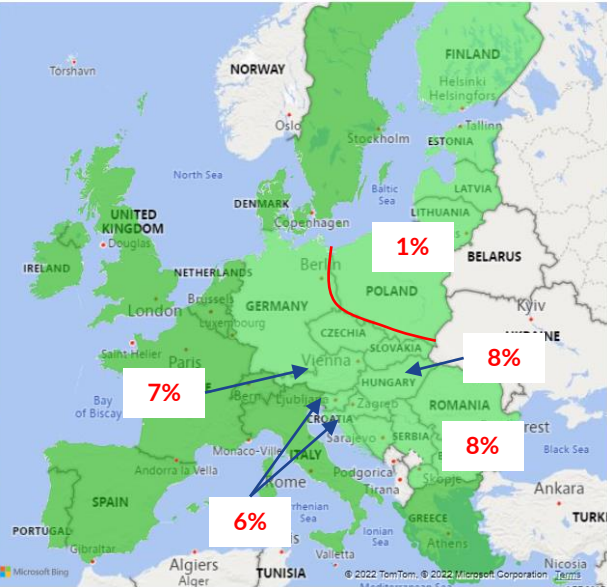 FINLAND
NORWAY
Tórshavn
Helsinki
Helsingfors
Oslo
Stockholm
Tallinn
ESTONIA
North Sea
LATVIA
Baltic
Sea
DENMARK
LITHUANIA
UNITED
KINGDOM
Copenhagen
Douglas
1%
BELARUS
IRELAND
NETHERLANDS
Berlin
POLAND
London
Brussels
GERMANY
Kyiv
Luxembourg
UKRAINE
CZECHIA
Saint Helier
Paris
SLOVAKIA
Vienna
8%
7%
HUNGARY
Bern
Ljubljana
Zagreb
ROMANIA
Bay
of Biscay
CROATIA
Sarajevo
SERBIA
8%
Black Sea
Monaco-Ville
ITALY
Andorra la Vella
Rome
Podgorica
Skopje
Tirana
Ankara
SPAIN
6%
Sea
GREECE
PORTUGAL
Ionian
Sea
Athens
Gibraltar
Valletta
Algiers
Alger
TUNISIA
Nicosia
Microsoft Bing
© 2022 TomTom, © 2022 Microsoft Corporation Terms